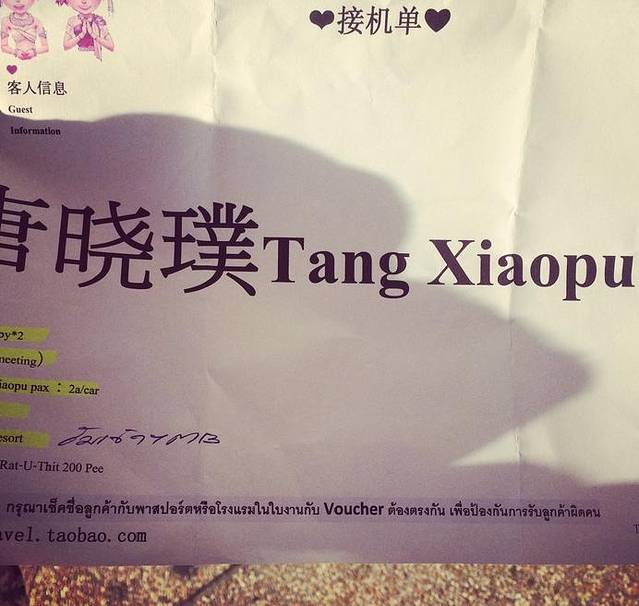 ❤接机单❤
客人信息
Guest
Information
唐晓璞Tang Xiaopu
py*2
meeting）
iaopu pax ： 2a/car
esort
Rat-U-Thit 200 Pee
กรุณาเช็คชื่อลูกค้ากับพาสปอร์ตหรือโรงแรมในใบงานกับ Voucher ต้องตรงกัน เพื่อป้องกันการรับลูกค้าผิดคน
avel.taobao.com